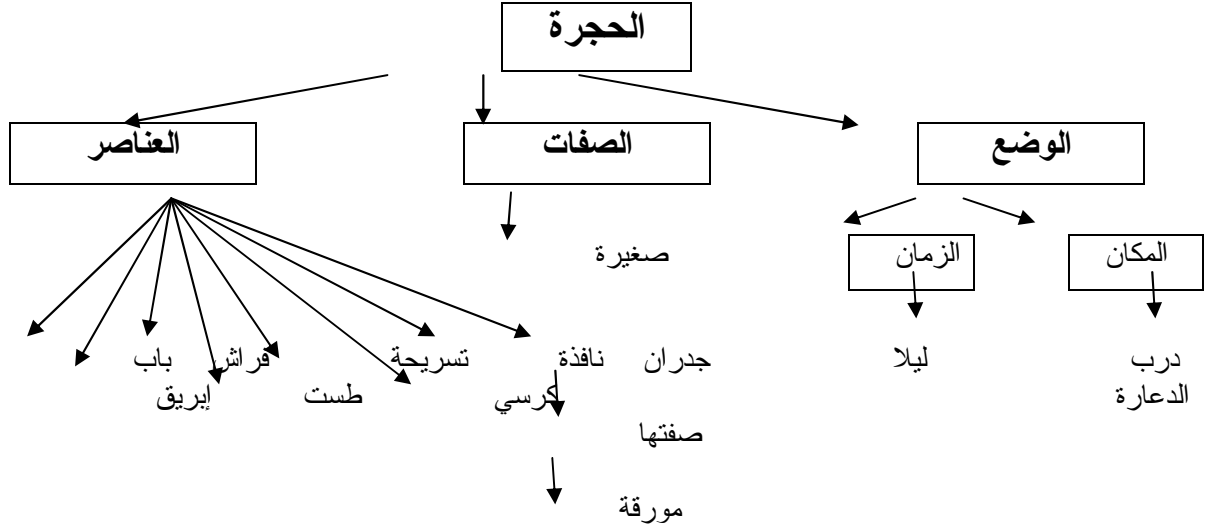 الحجرة
الوضع الصفات العناصر
المكان الزمان صغيرة
درب ليلا جدران نافذة تسريحة فراش باب
الدعارة كرسي طست إبريق
صفتها
مورقة